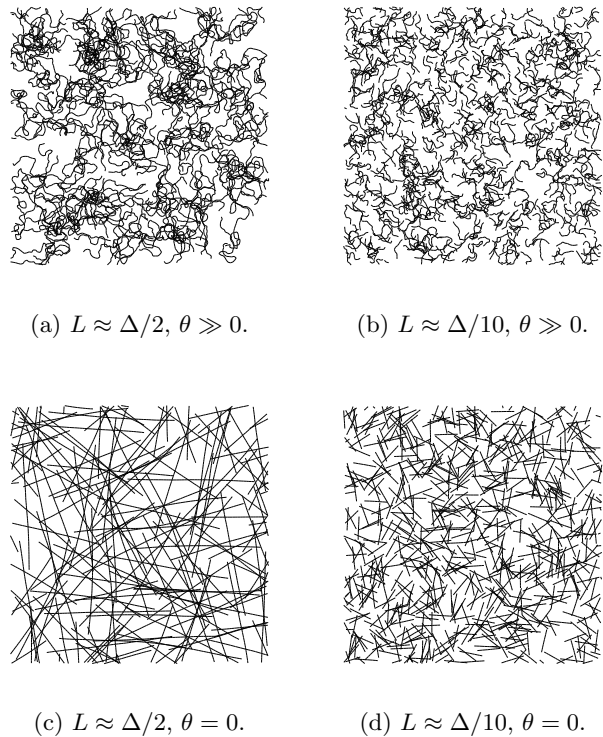 (a) L ≈ Δ/2, θ ≫ 0.
(b) L ≈ Δ/10, θ ≫ 0.
(c) L ≈ Δ/2, θ = 0.
(d) L ≈ Δ/10, θ = 0.